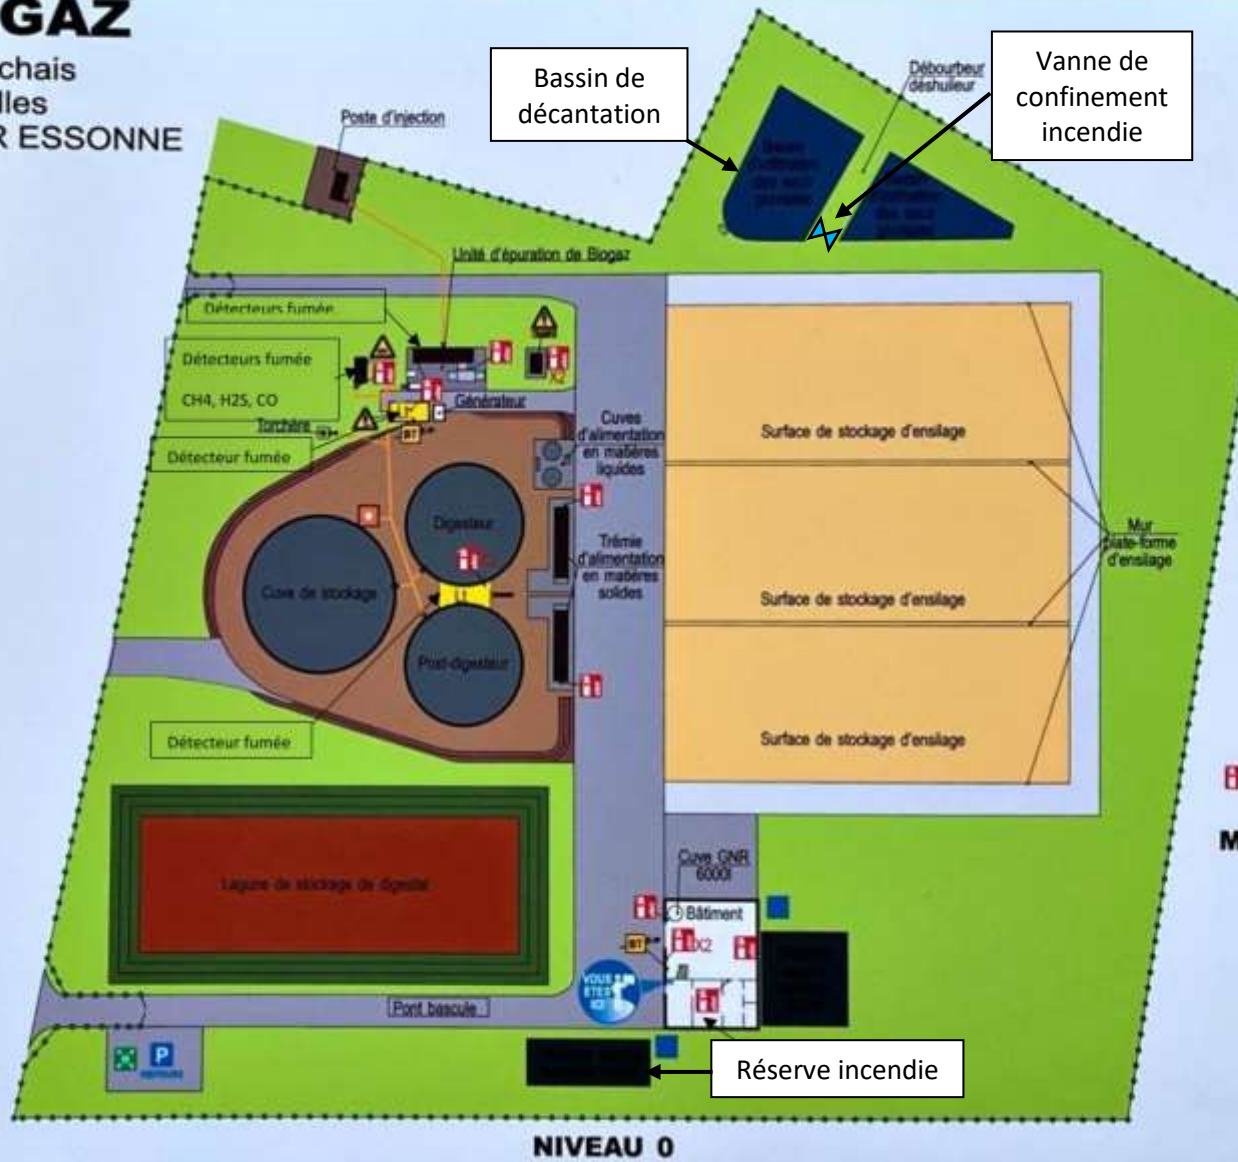 GAZ
chais
lles
R ESSONNE
Bassin de
décantation
Débourbeur
déshuileur
Vanne de
confinement
incendie
Poste d'injection
Unité d'épuration de Biogaz
Détecteurs fumée
Détecteurs fumée
CH4, H2S, CO
X2
Torchère
Générateur
BT
Détecteur fumée
Cuves
d'alimentation
en matières
liquides
Surface de stockage d'ensilage
Digesteur
Trémie
d'alimentation
en matières
solides
Mur
plate-forme
d'ensilage
Cuve de stockage
Surface de stockage d'ensilage
Post-digesteur
Détecteur fumée
Surface de stockage d'ensilage
M
Cuve GNR
6000l
Lagune de stockage de digestat
Bâtiment
BT
X2
VOUS
ETES
ICI
Pont bascule
P
Réserve incendie
NIVEAU 0